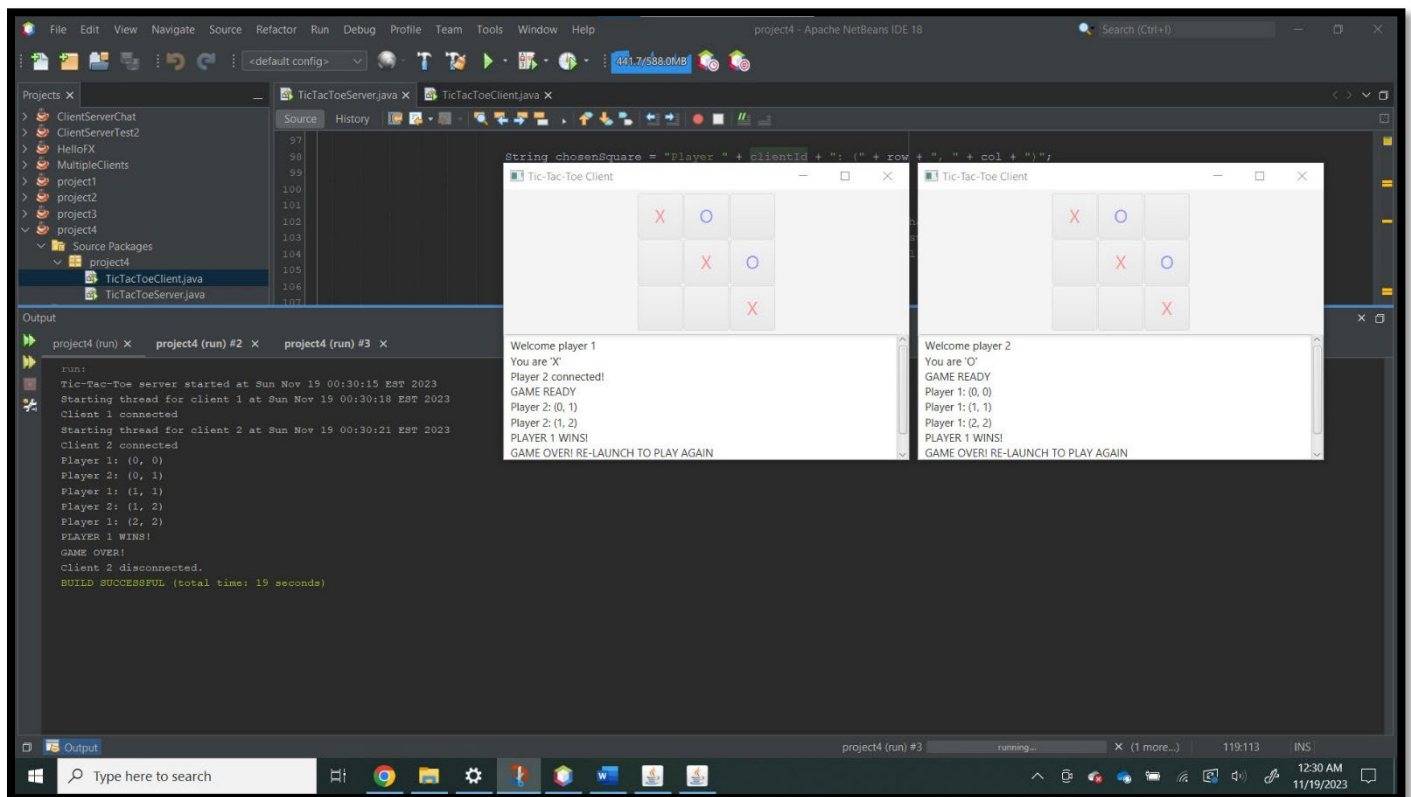 File Edit View Navigate Source Refactor Run Debug Profile Team Tools Window Help
project4 - Apache NetBeans IDE 18
Search (Ctrl+I)
<default config>
441.7/588.0MB
Projects
TicTacToeServer.java
TicTacToeClient.java
ClientServerChat
ClientServerTest2
HelloFX
MultipleClients
project1
project2
project3
project4
Source Packages
project4
TicTacToeClient.java
TicTacToeServer.java
Source History
97
98
99
100
101
102
103
104
105
106
107
String chosenSquare = "Player " + clientId + ": (" + row + ", " + col + ")";
Tic-Tac-Toe Client
X O
X O
X
Welcome player 1
You are 'X'
Player 2 connected!
GAME READY
Player 2: (0, 1)
Player 2: (1, 2)
PLAYER 1 WINS!
GAME OVER! RE-LAUNCH TO PLAY AGAIN
Tic-Tac-Toe Client
X O
X O
X
Welcome player 2
You are 'O'
GAME READY
Player 1: (0, 0)
Player 1: (1, 1)
Player 1: (2, 2)
PLAYER 1 WINS!
GAME OVER! RE-LAUNCH TO PLAY AGAIN
Output
project4 (run) project4 (run) #2 project4 (run) #3
run:
Tic-Tac-Toe server started at Sun Nov 19 00:30:15 EST 2023
Starting thread for client 1 at Sun Nov 19 00:30:18 EST 2023
Client 1 connected
Starting thread for client 2 at Sun Nov 19 00:30:21 EST 2023
Client 2 connected
Player 1: (0, 0)
Player 2: (0, 1)
Player 1: (1, 1)
Player 2: (1, 2)
Player 1: (2, 2)
PLAYER 1 WINS!
GAME OVER!
Client 2 disconnected.
BUILD SUCCESSFUL (total time: 19 seconds)
Output
project4 (run) #3 running... (1 more...) 119:113 INS
Type here to search
12:30 AM
11/19/2023